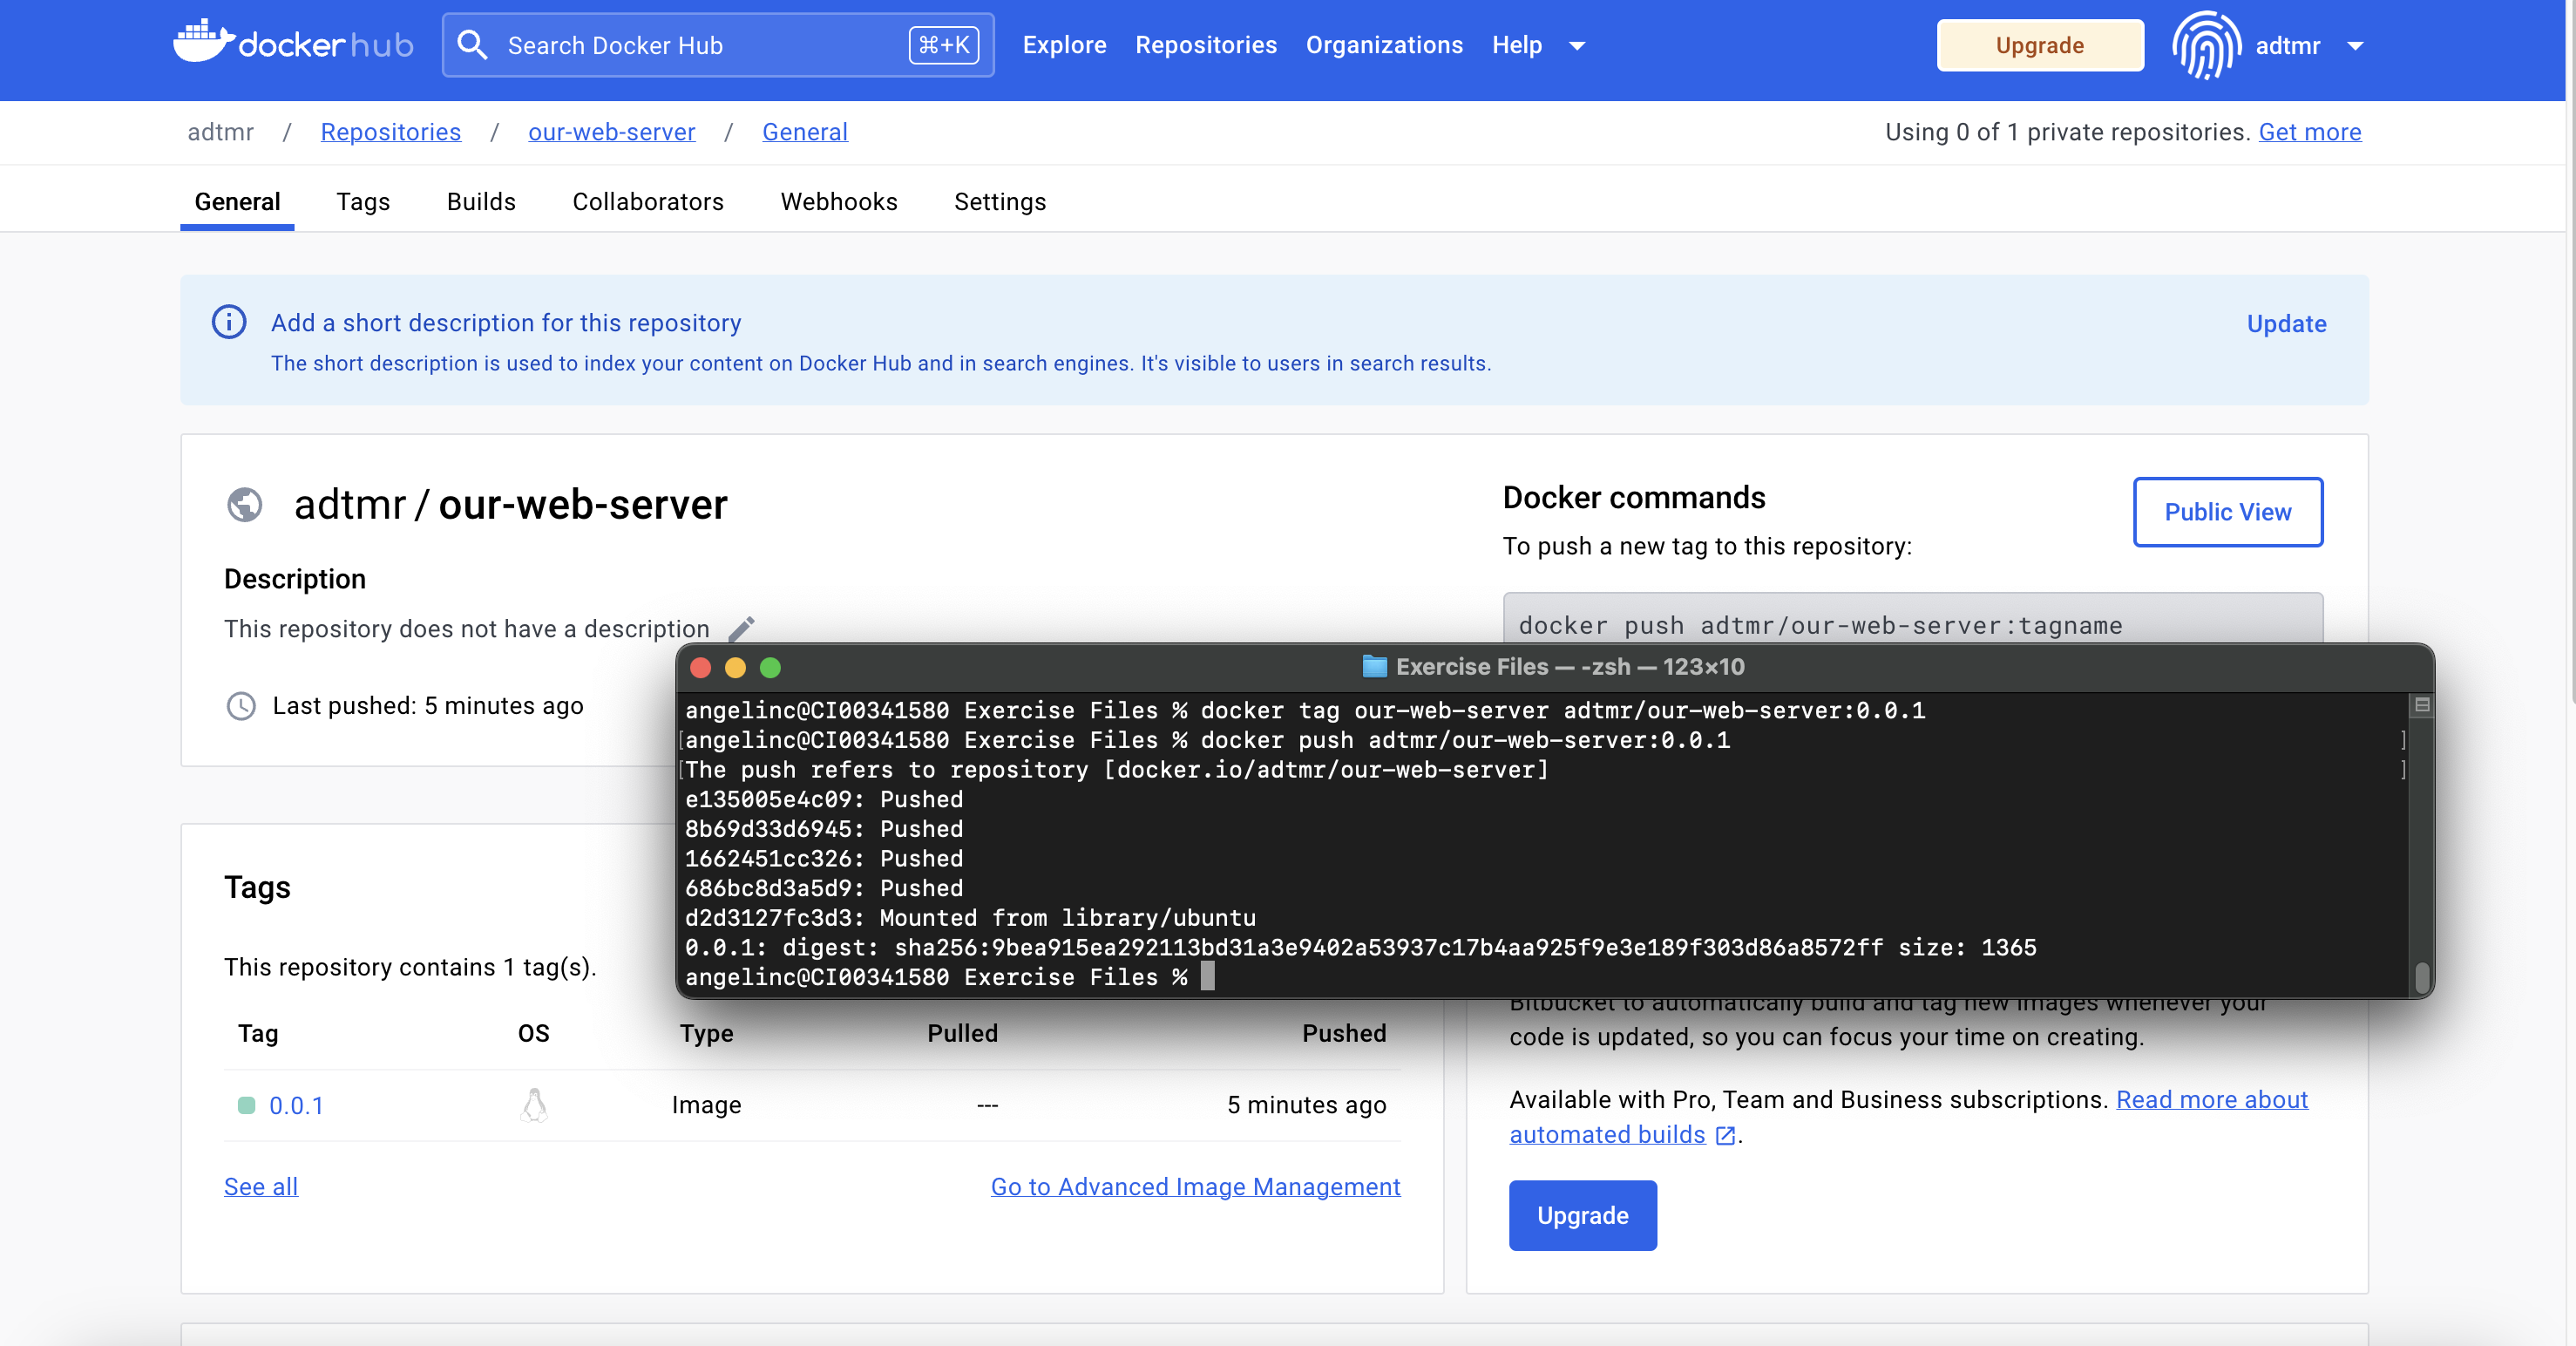 dockerhub
Search Docker Hub
⌘+K
Explore
Repositories
Organizations
Help
Upgrade
adtmr
adtmr / Repositories / our-web-server / General
Using 0 of 1 private repositories. Get more
General
Tags
Builds
Collaborators
Webhooks
Settings
Add a short description for this repository
Update
The short description is used to index your content on Docker Hub and in search engines. It's visible to users in search results.
adtmr / our-web-server
Description
This repository does not have a description
Last pushed: 5 minutes ago
Docker commands
Public View
To push a new tag to this repository:
docker push adtmr/our-web-server:tagname
Exercise Files — -zsh — 123×10
angelinc@CI00341580 Exercise Files % docker tag our-web-server adtmr/our-web-server:0.0.1
[angelinc@CI00341580 Exercise Files % docker push adtmr/our-web-server:0.0.1 ]
[The push refers to repository [docker.io/adtmr/our-web-server] ]
e135005e4c09: Pushed
8b69d33d6945: Pushed
1662451cc326: Pushed
686bc8d3a5d9: Pushed
d2d3127fc3d3: Mounted from library/ubuntu
0.0.1: digest: sha256:9bea915ea292113bd31a3e9402a53937c17b4aa925f9e3e189f303d86a8572ff size: 1365
angelinc@CI00341580 Exercise Files %
Tags
This repository contains 1 tag(s).
Tag OS Type Pulled Pushed
0.0.1 Image --- 5 minutes ago
See all
Go to Advanced Image Management
Bitbucket to automatically build and tag new images whenever your
code is updated, so you can focus your time on creating.
Available with Pro, Team and Business subscriptions. Read more about
automated builds .
Upgrade